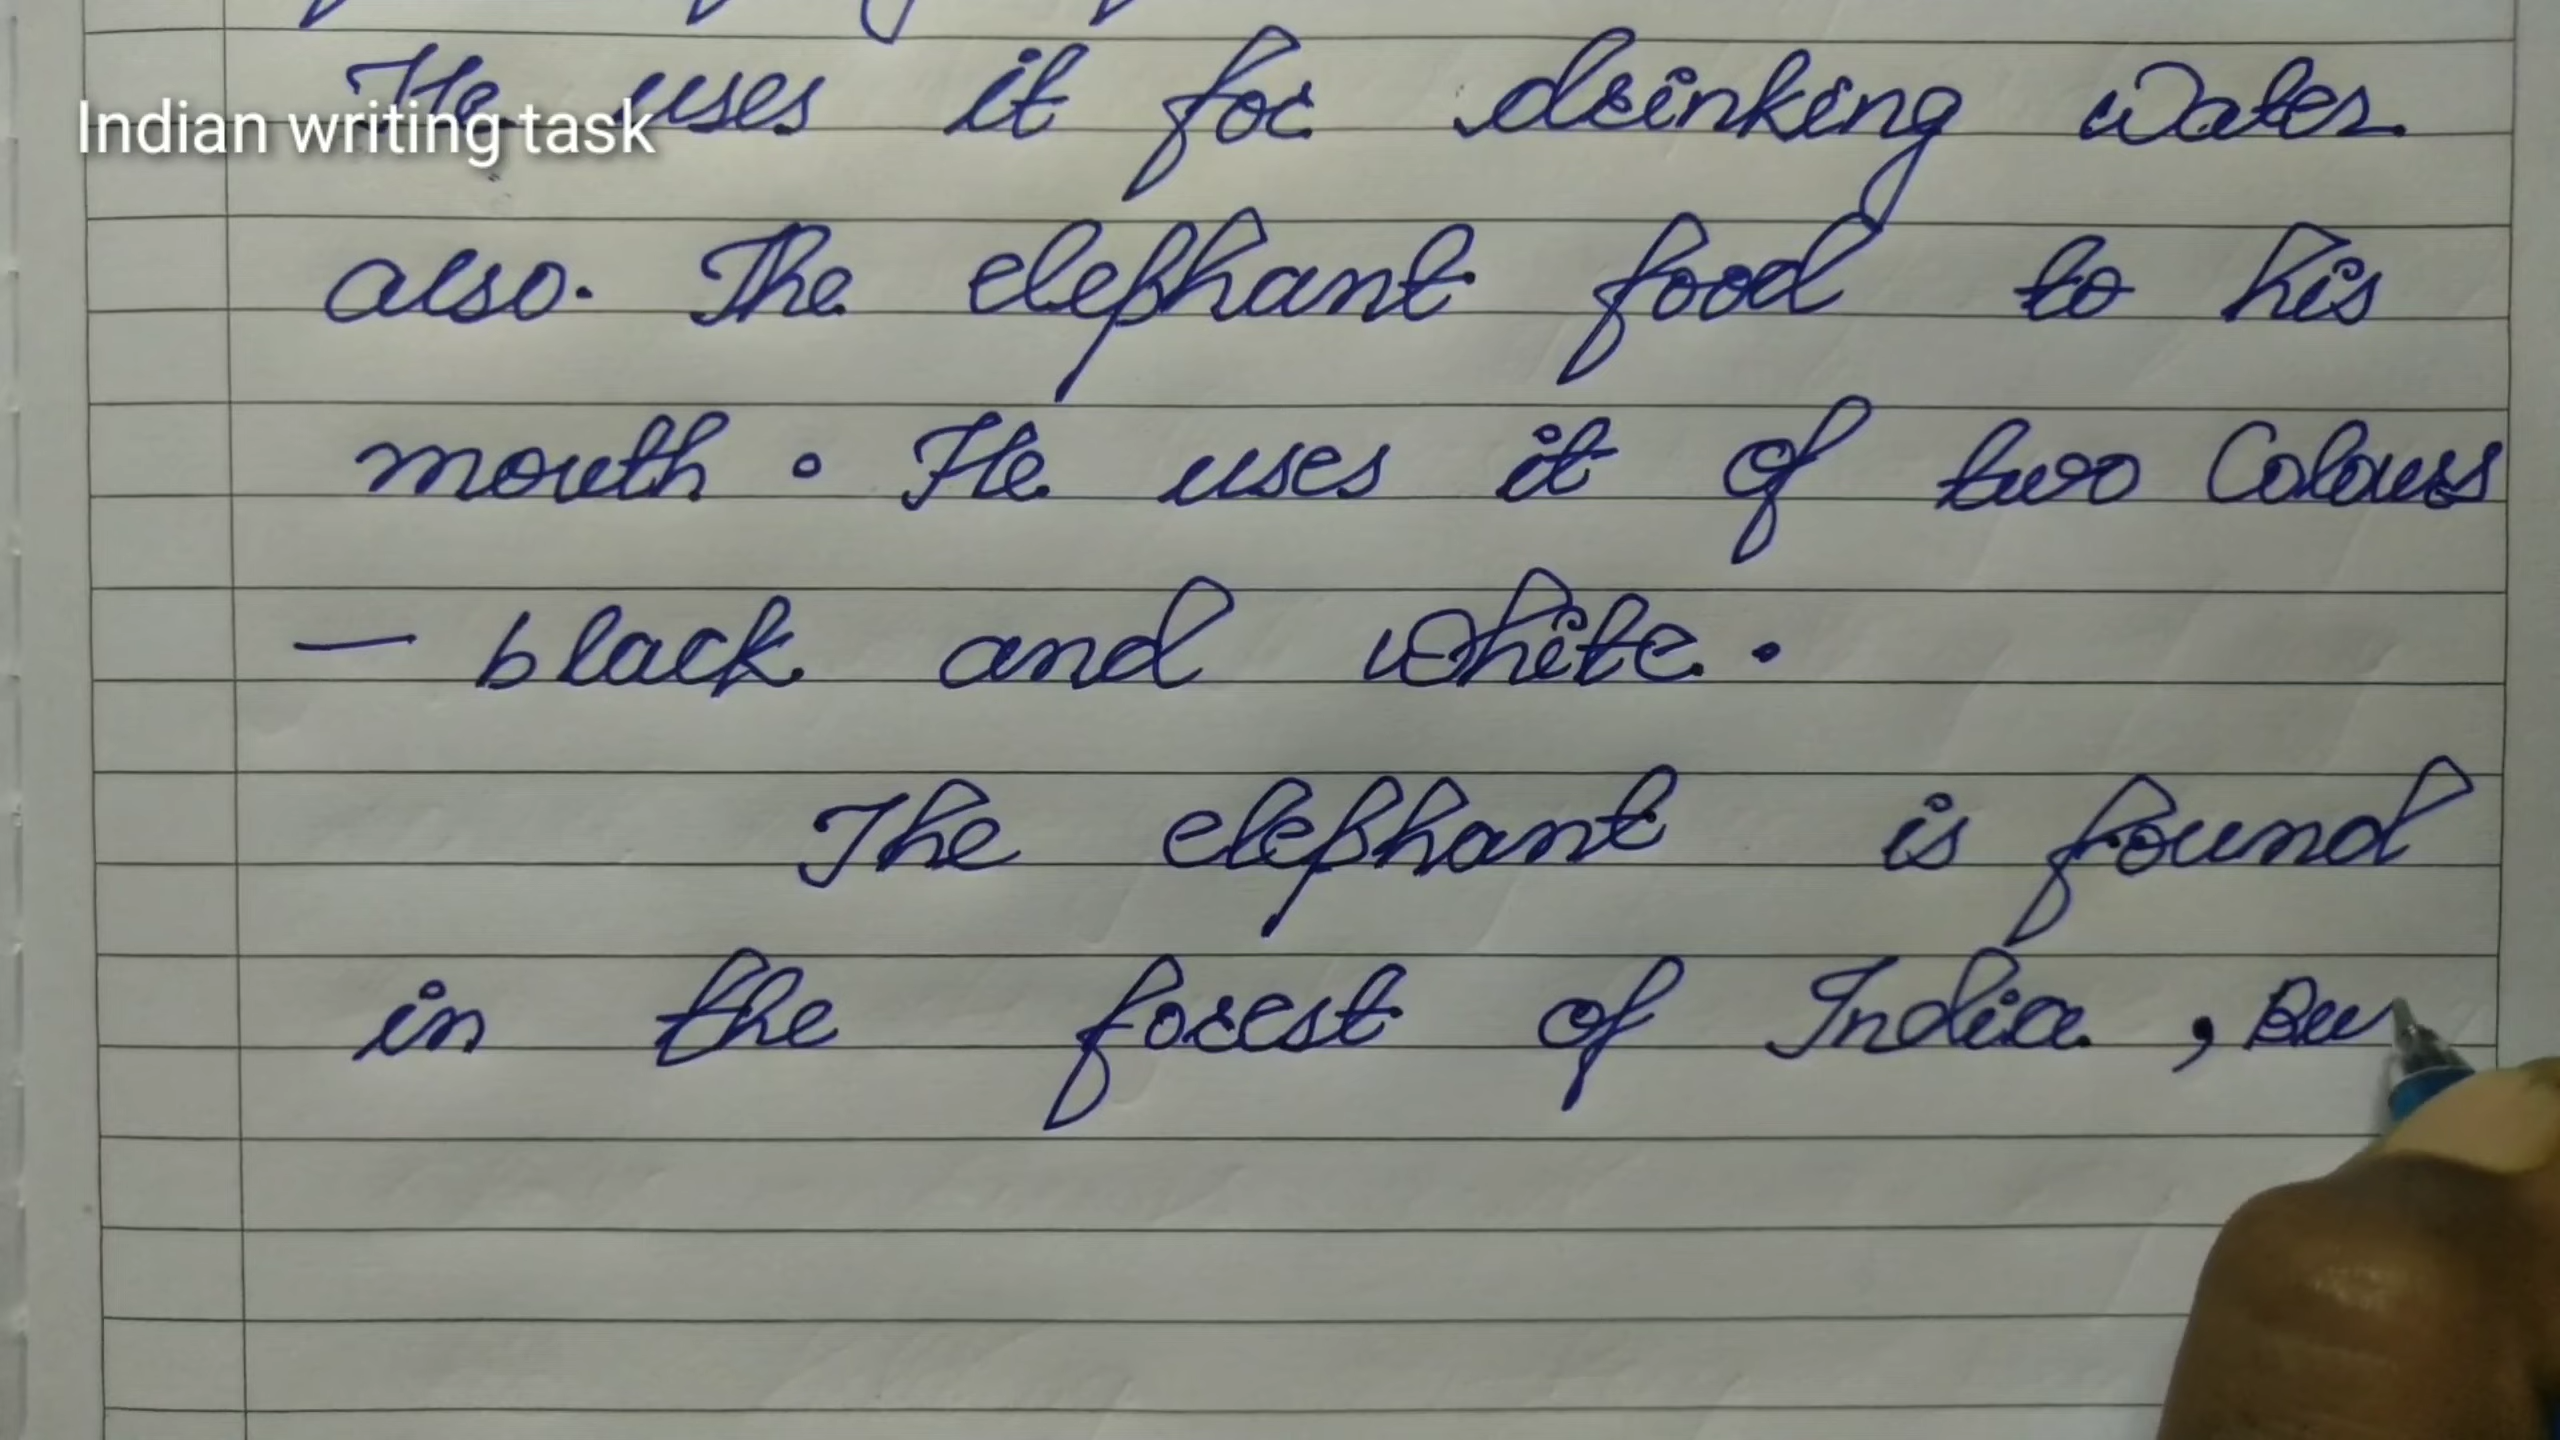 He uses it for drinking Water
Indian writing task
also. The elephant food to his
mouth. He uses it of two Colours
— black and white.
The elephant is found
in the forest of India, Bur